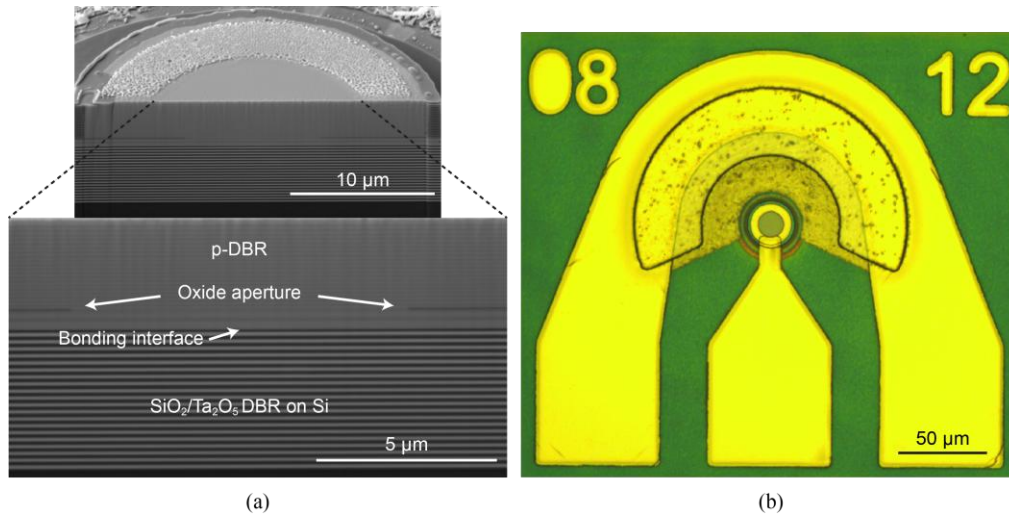 10 µm
p-DBR
Oxide aperture
Bonding interface
SiO₂/Ta₂O₅ DBR on Si
5 µm
(a)
08
12
50 µm
(b)